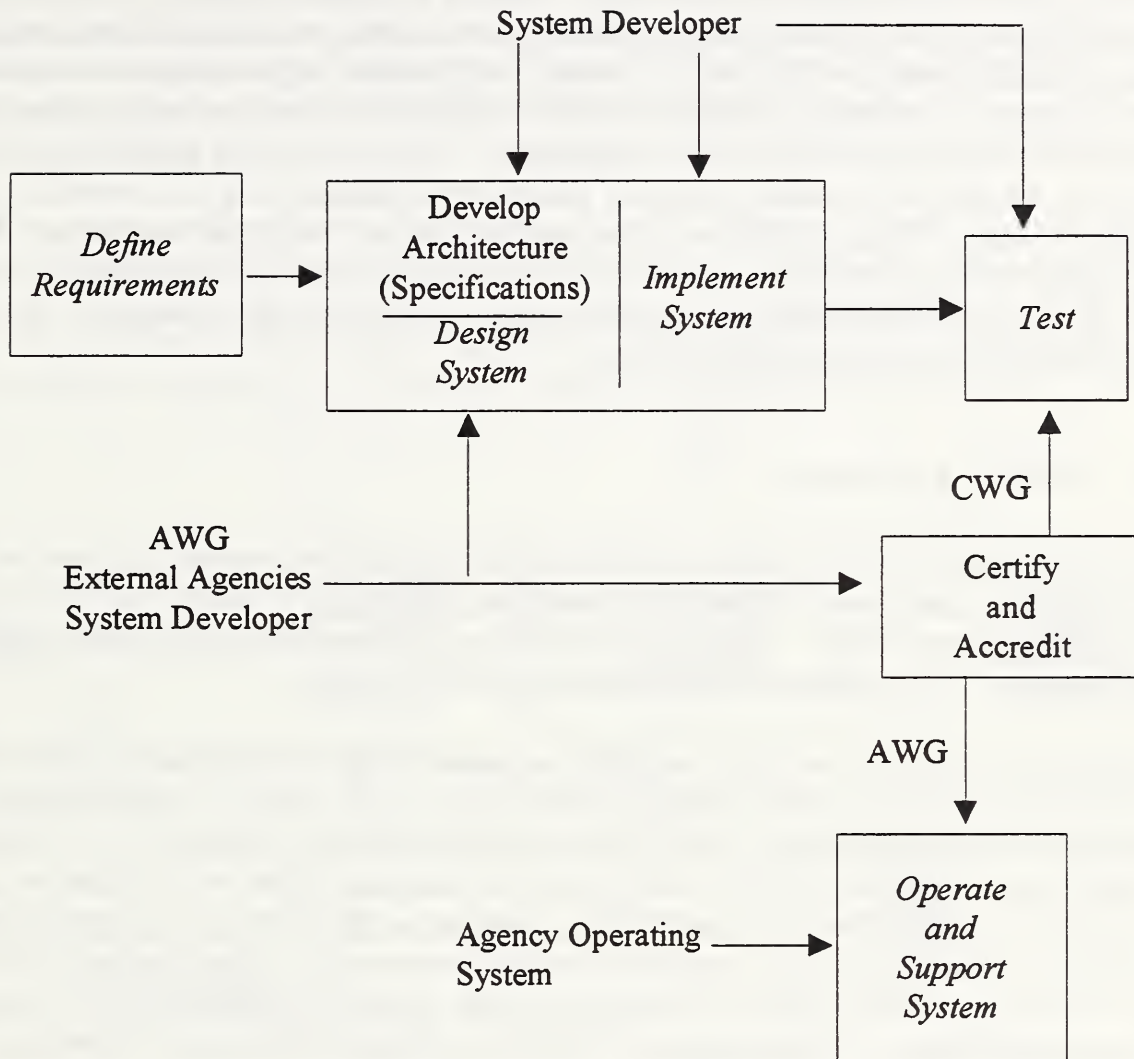 System Developer
Define
Requirements
Develop
Architecture
(Specifications)
Design
System
Implement
System
Test
CWG
AWG
External Agencies
System Developer
Certify
and
Accredit
AWG
Agency Operating
System
Operate
and
Support
System